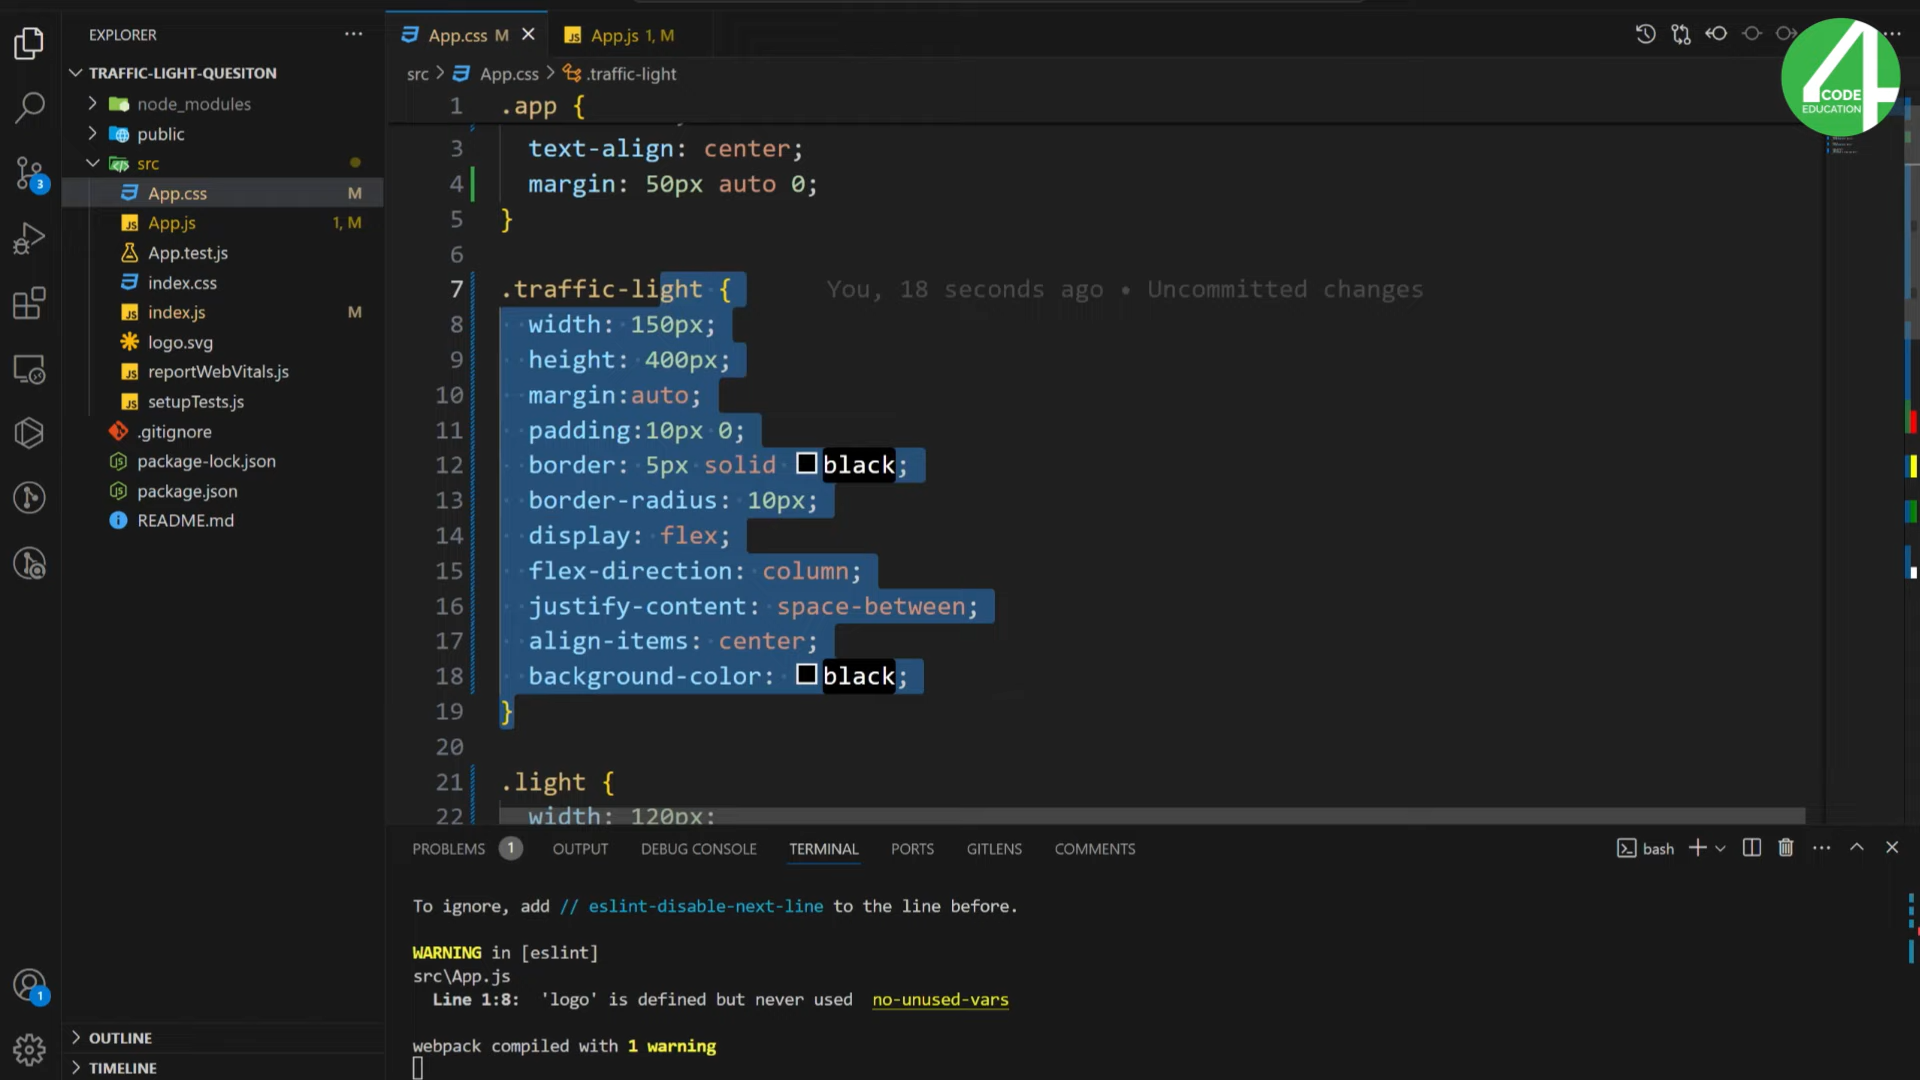 EXPLORER
TRAFFIC-LIGHT-QUESITON
node_modules
public
src
App.css M
App.js 1, M
App.test.js
index.css
index.js M
logo.svg
reportWebVitals.js
setupTests.js
.gitignore
package-lock.json
package.json
README.md
OUTLINE
TIMELINE
3
1
App.css M
App.js 1, M
src > App.css > .traffic-light
1 .app {
3 text-align: center;
4 margin: 50px auto 0;
5 }
6
7 .traffic-light { You, 18 seconds ago • Uncommitted changes
8 width: 150px;
9 height: 400px;
10 margin:auto;
11 padding:10px 0;
12 border: 5px solid black;
13 border-radius: 10px;
14 display: flex;
15 flex-direction: column;
16 justify-content: space-between;
17 align-items: center;
18 background-color: black;
19 }
20
21 .light {
22 width: 120px;
4
CODE
EDUCATION
PROBLEMS 1 OUTPUT DEBUG CONSOLE TERMINAL PORTS GITLENS COMMENTS
bash
To ignore, add // eslint-disable-next-line to the line before.
WARNING in [eslint]
src\App.js
Line 1:8: 'logo' is defined but never used no-unused-vars
webpack compiled with 1 warning